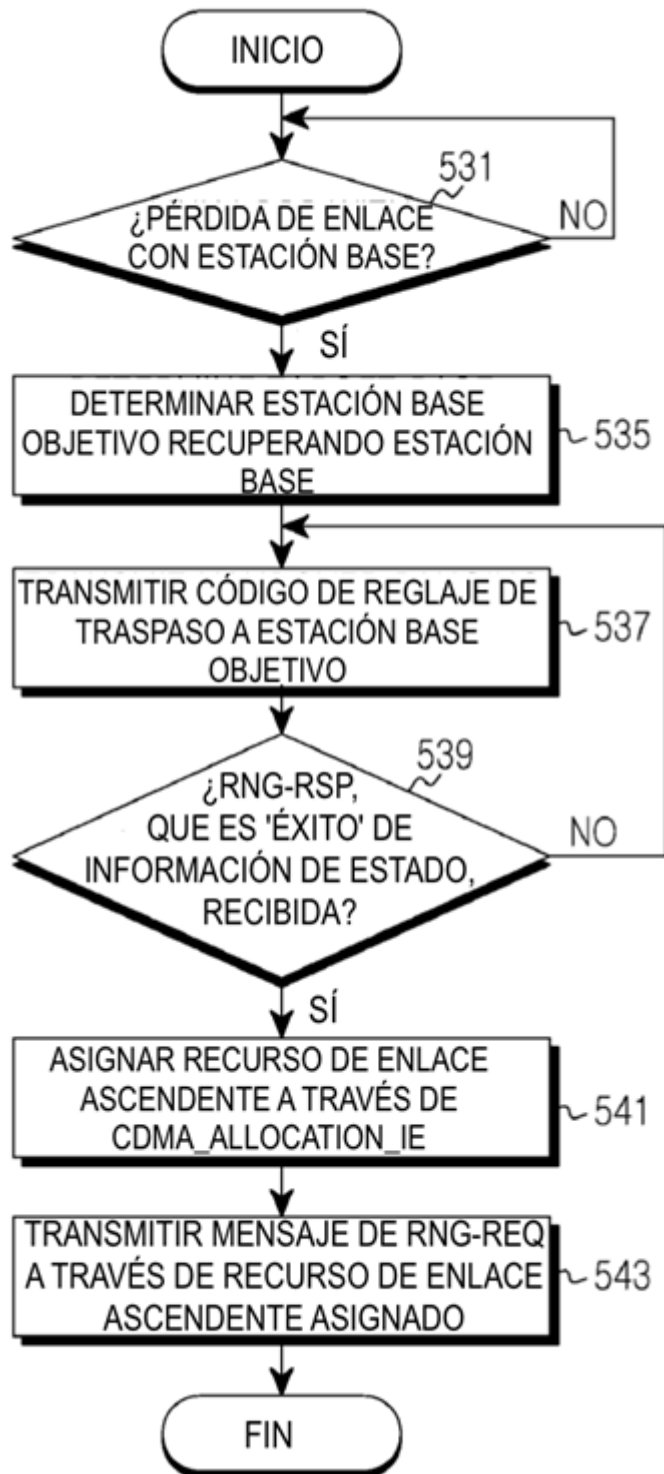 INICIO
531
¿PÉRDIDA DE ENLACE
CON ESTACIÓN BASE?
NO
SÍ
DETERMINAR ESTACIÓN BASE
OBJETIVO RECUPERANDO ESTACIÓN
BASE
535
TRANSMITIR CÓDIGO DE REGLAJE DE
TRASPASO A ESTACIÓN BASE
OBJETIVO
537
539
¿RNG-RSP,
QUE ES 'ÉXITO' DE
INFORMACIÓN DE ESTADO,
RECIBIDA?
NO
SÍ
ASIGNAR RECURSO DE ENLACE
ASCENDENTE A TRAVÉS DE
CDMA_ALLOCATION_IE
541
TRANSMITIR MENSAJE DE RNG-REQ
A TRAVÉS DE RECURSO DE ENLACE
ASCENDENTE ASIGNADO
543
FIN